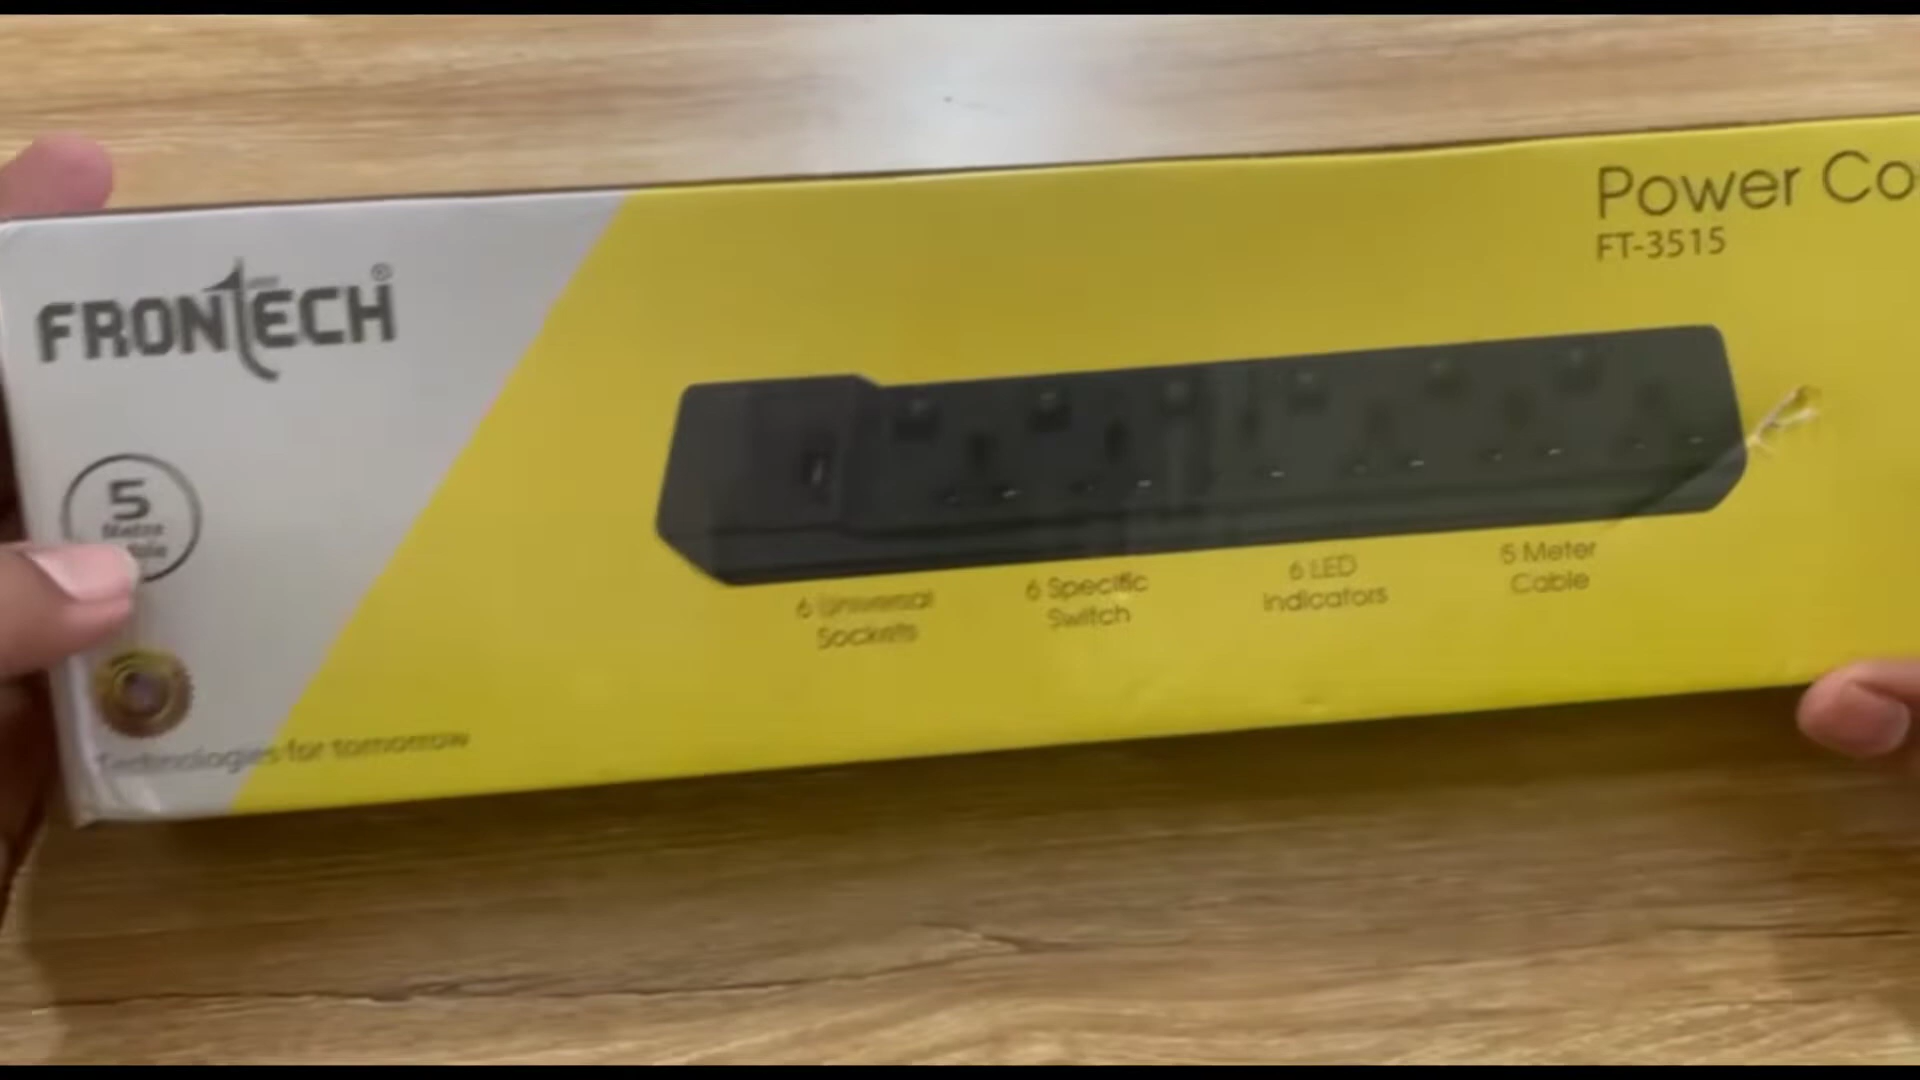 FRONTECH®
Power Co
FT-3515
5
Metre
6 Universal
Sockets
6 Specific
Switch
6 LED
Indicators
5 Meter
Cable
Technologies for tomorrow